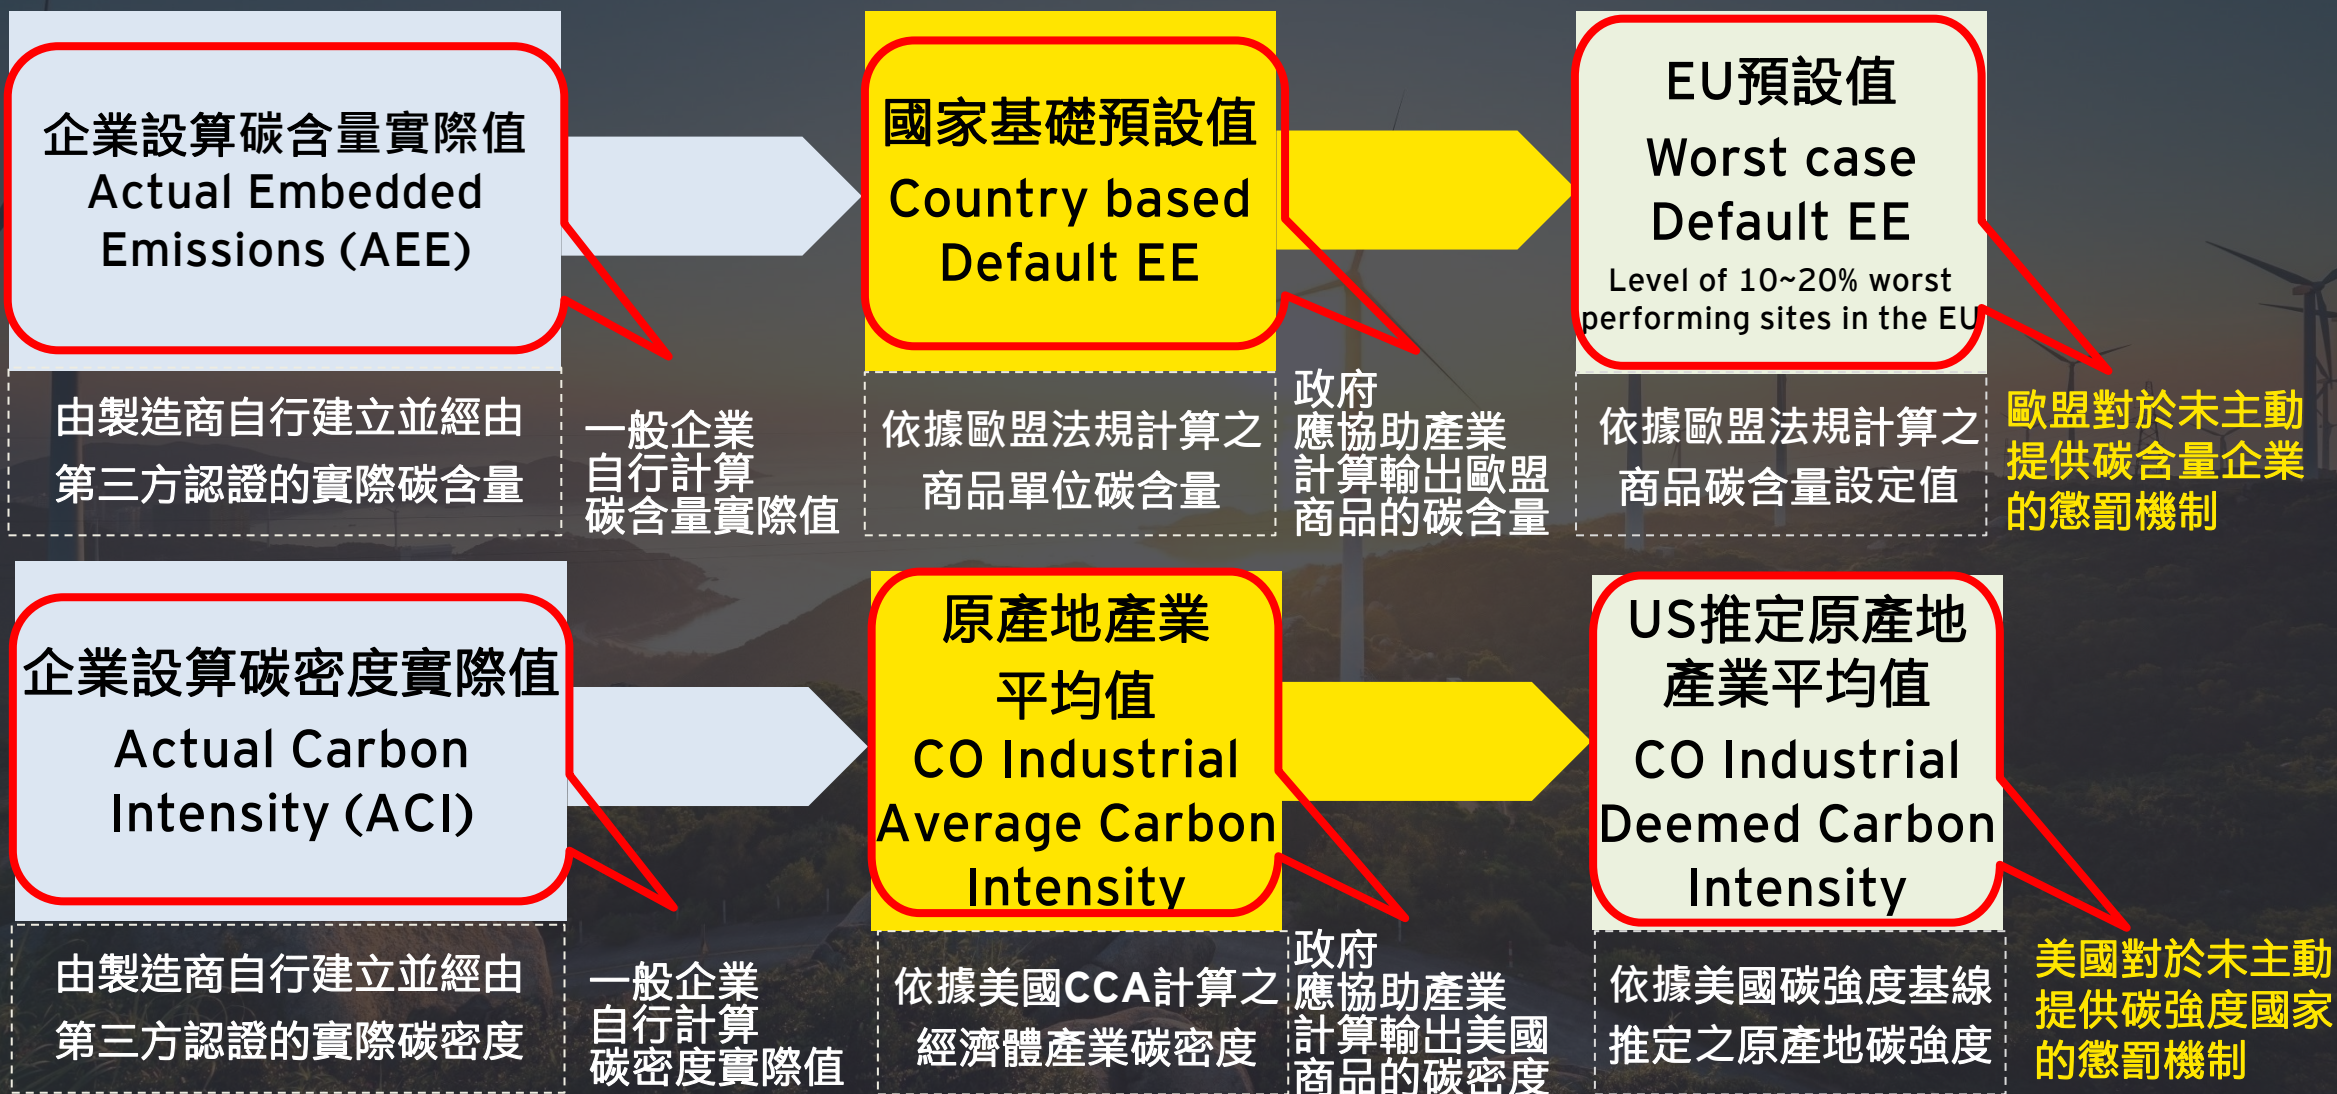 企業設算碳含量實際值
Actual Embedded
Emissions (AEE)
國家基礎預設值
Country based
Default EE
EU預設值
Worst case
Default EE
Level of 10~20% worst
performing sites in the EU
由製造商自行建立並經由
第三方認證的實際碳含量
一般企業
自行計算
碳含量實際值
依據歐盟法規計算之
商品單位碳含量
政府
應協助產業
計算輸出歐盟
商品的碳含量
依據歐盟法規計算之
商品碳含量設定值
歐盟對於未主動
提供碳含量企業
的懲罰機制
企業設算碳密度實際值
Actual Carbon
Intensity (ACI)
原產地產業
平均值
CO Industrial
Average Carbon
Intensity
US推定原產地
產業平均值
CO Industrial
Deemed Carbon
Intensity
由製造商自行建立並經由
第三方認證的實際碳密度
一般企業
自行計算
碳密度實際值
依據美國CCA計算之
經濟體產業碳密度
政府
應協助產業
計算輸出美國
商品的碳密度
依據美國碳強度基線
推定之原產地碳強度
美國對於未主動
提供碳強度國家
的懲罰機制